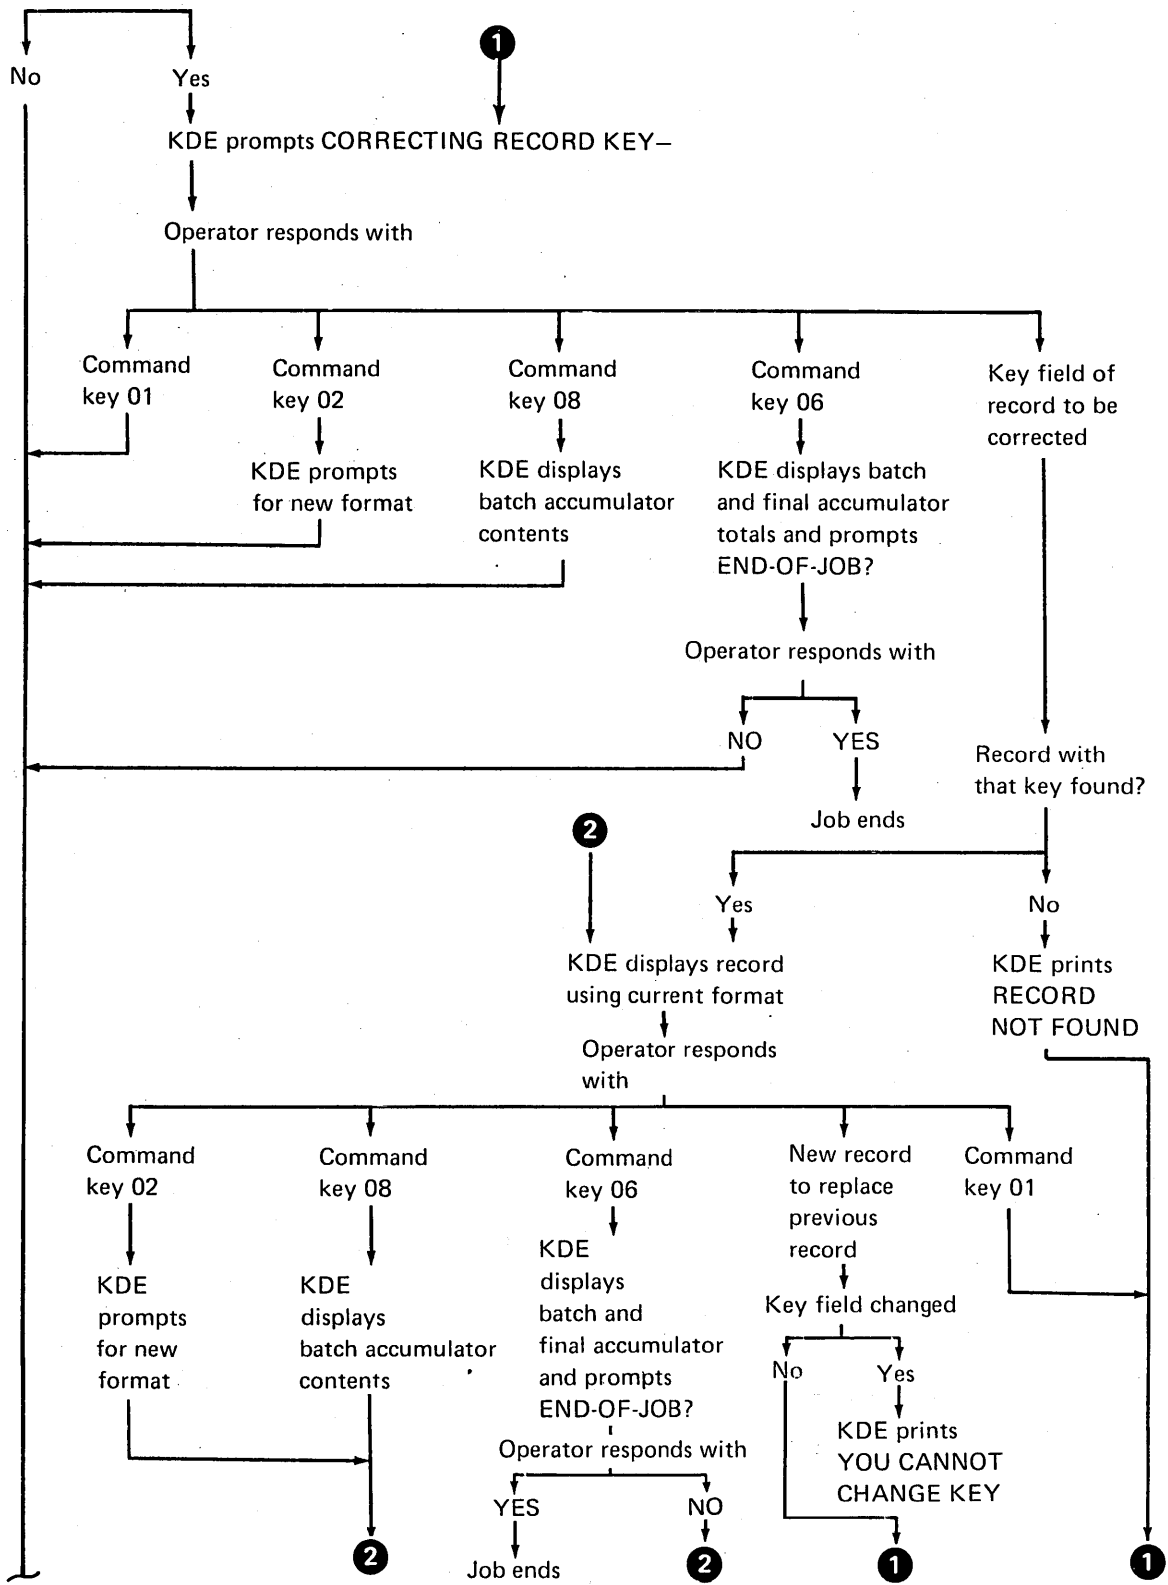 No
Yes
1
KDE prompts CORRECTING RECORD KEY—
Operator responds with
Command
key 01
Command
key 02
KDE prompts
for new format
Command
key 08
KDE displays
batch accumulator
contents
Command
key 06
KDE displays batch
and final accumulator
totals and prompts
END-OF-JOB?
Operator responds with
NO
YES
Job ends
Key field of
record to be
corrected
Record with
that key found?
2
Yes
No
KDE displays record
using current format
KDE prints
RECORD
NOT FOUND
Operator responds
with
Command
key 02
KDE
prompts
for new
format
Command
key 08
KDE
displays
batch accumulator
contents
2
Command
key 06
KDE
displays
batch and
final accumulator
and prompts
END-OF-JOB?
Operator responds with
YES
NO
Job ends
2
New record
to replace
previous
record
Key field changed
No
Yes
KDE prints
YOU CANNOT
CHANGE KEY
1
Command
key 01
1